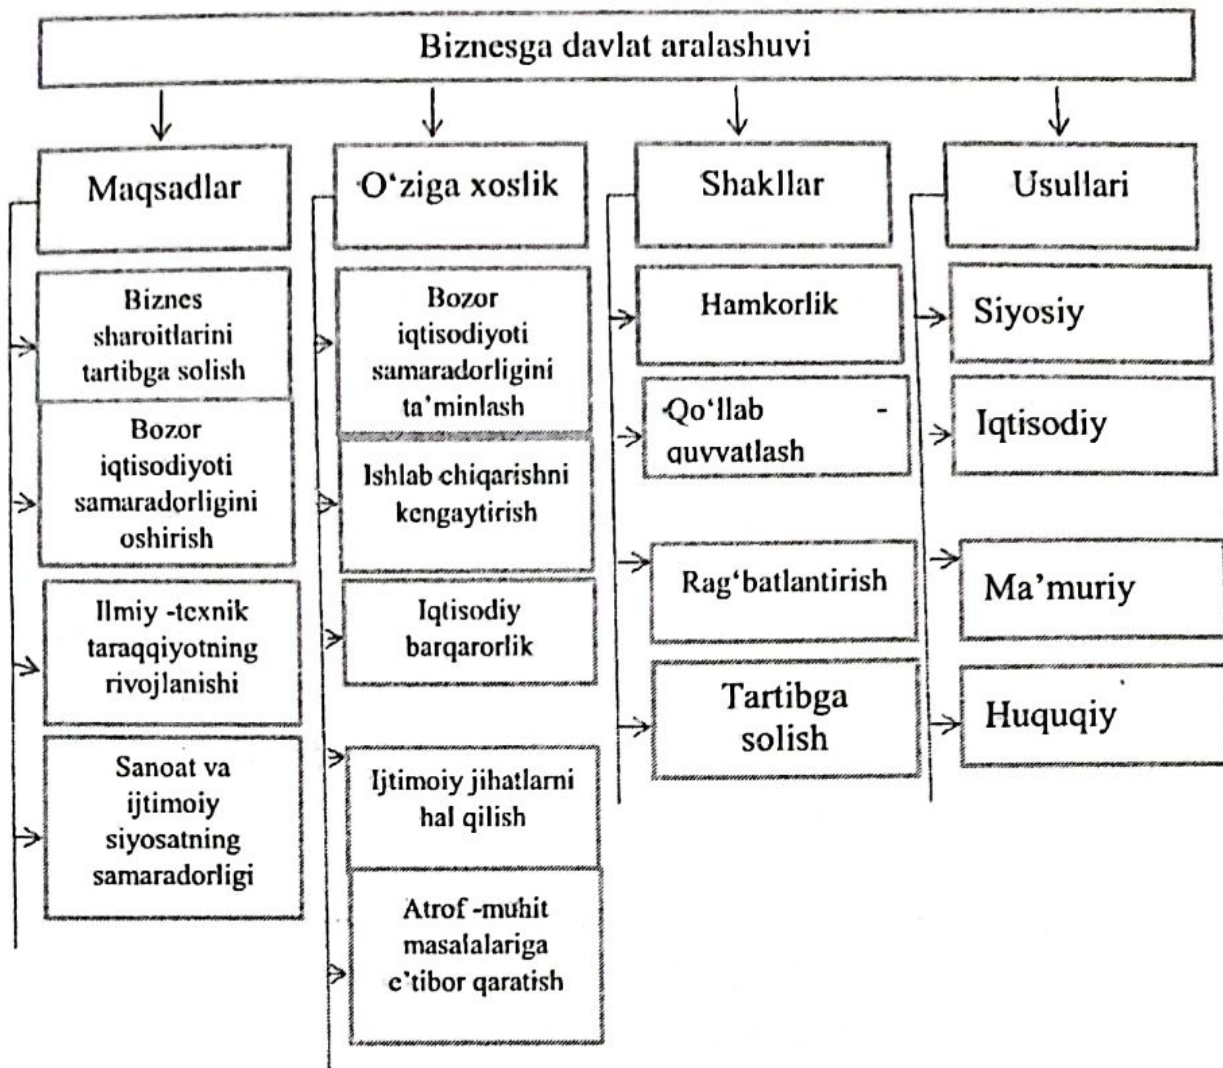 Biznesga davlat aralashuvi
Maqsadlar
Biznes
sharoitlarini
tartibga solish
Bozor
iqtisodiyoti
samaradorligini
oshirish
Ilmiy -texnik
taraqqiyotning
rivojlanishi
Sanoat va
ijtimoiy
siyosatning
samaradorligi
O‘ziga xoslik
Bozor
iqtisodiyoti
samaradorligini
ta’minlash
Ishlab chiqarishni
kengaytirish
Iqtisodiy
barqarorlik
Ijtimoiy jihatlarni
hal qilish
Atrof -muhit
masalalariga
e’tibor qaratish
Shakllar
Hamkorlik
Qo‘llab -
quvvatlash
Rag‘batlantirish
Tartibga
solish
Usullari
Siyosiy
Iqtisodiy
Ma’muriy
Huquqiy